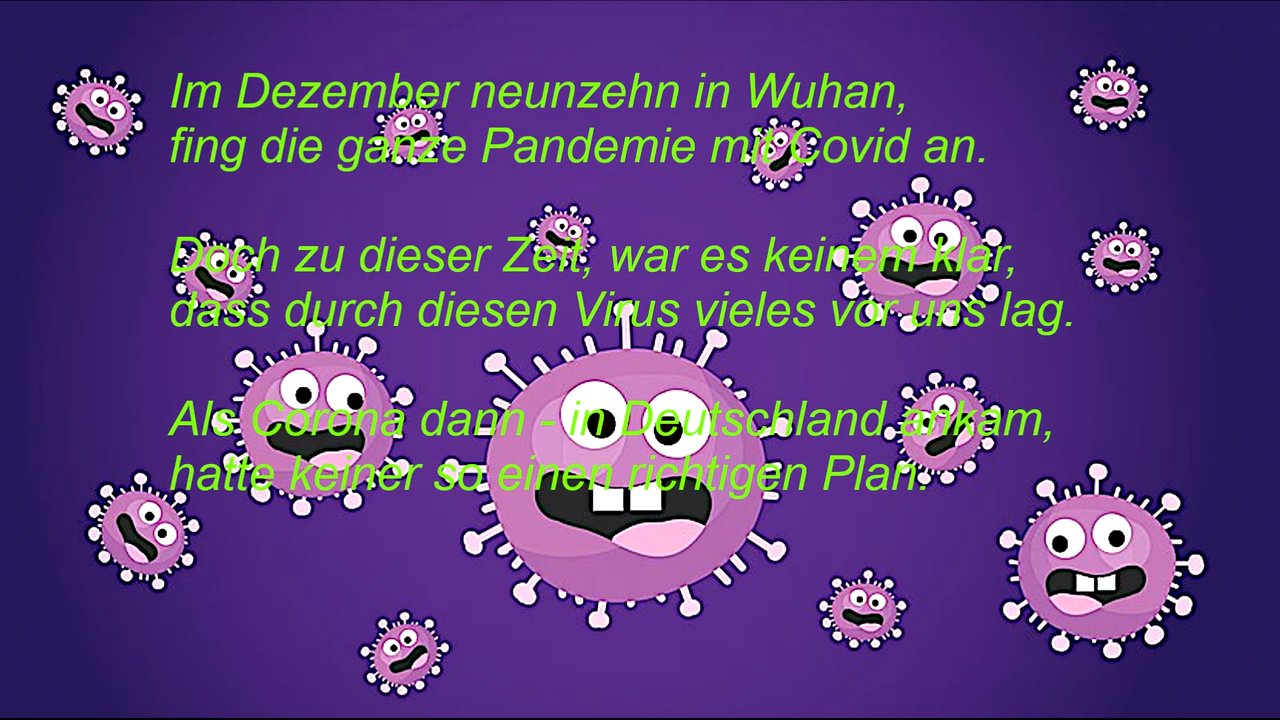 Im Dezember neunzehn in Wuhan,
fing die ganze Pandemie mit Covid an.
Doch zu dieser Zeit, war es keinem klar,
dass durch diesen Virus vieles vor uns lag.
Als Corona dann - in Deutschland ankam,
hatte keiner so einen richtigen Plan.